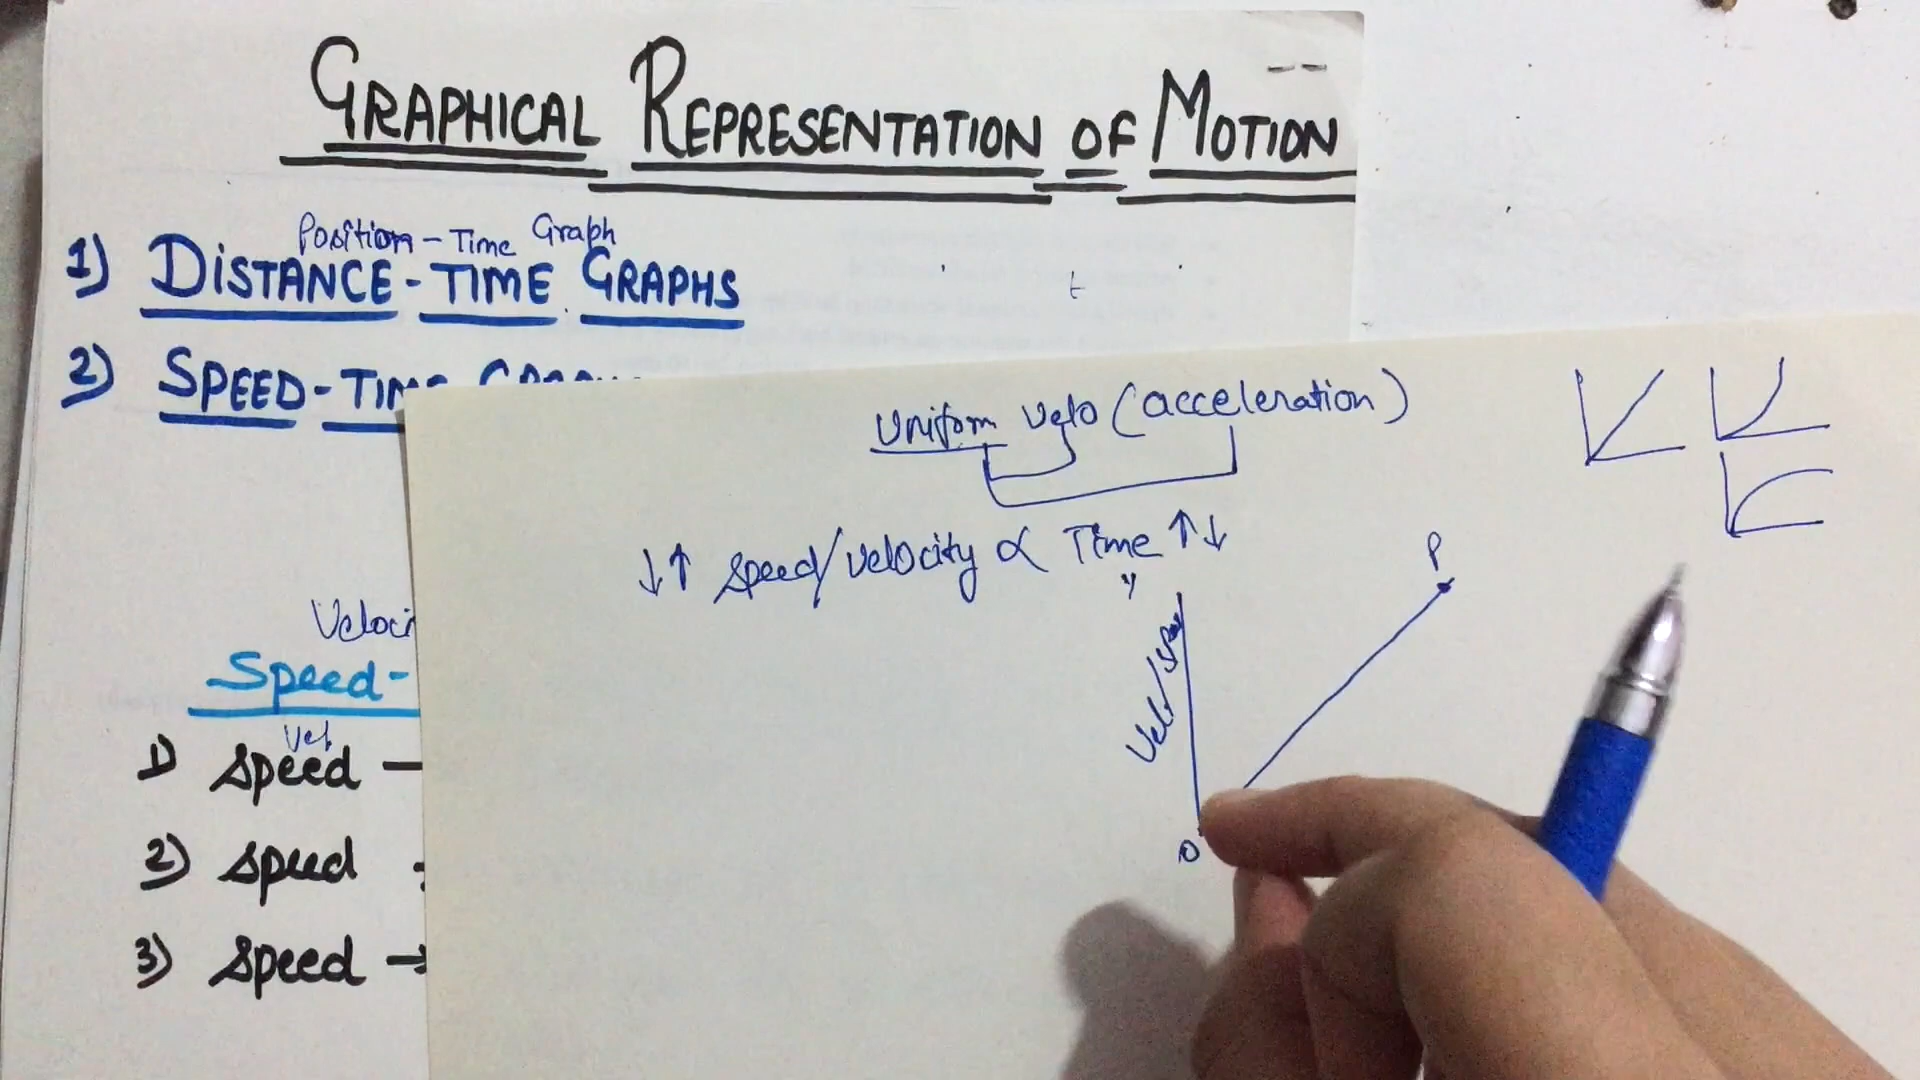 GRAPHICAL REPRESENTATION OF MOTION
Position-Time Graph
1) DISTANCE-TIME GRAPHS
2) SPEED-TIM
Uniform velo (acceleration)
↓↑ speed/velocity ∝ Time ↑↓
t
y
P
Vel/
O
Veloci
Speed-
Vel
1) speed —
2) speed
3) speed →